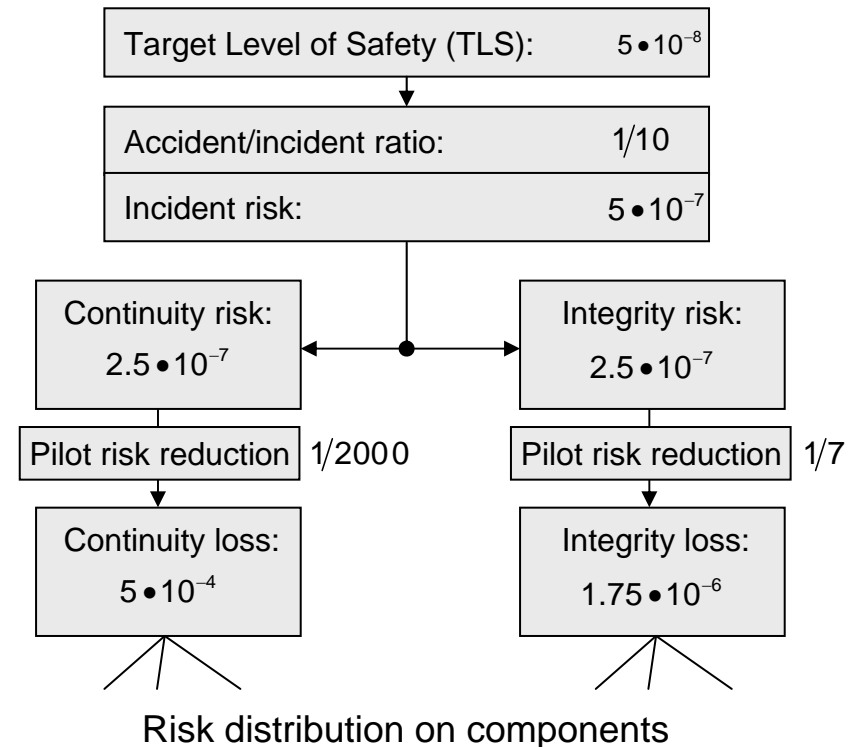 Target Level of Safety (TLS): 5•10⁻⁸
Accident/incident ratio: 1/10
Incident risk: 5•10⁻⁷
Continuity risk:
2.5•10⁻⁷
Integrity risk:
2.5•10⁻⁷
Pilot risk reduction 1/2000
Pilot risk reduction 1/7
Continuity loss:
5•10⁻⁴
Integrity loss:
1.75•10⁻⁶
Risk distribution on components